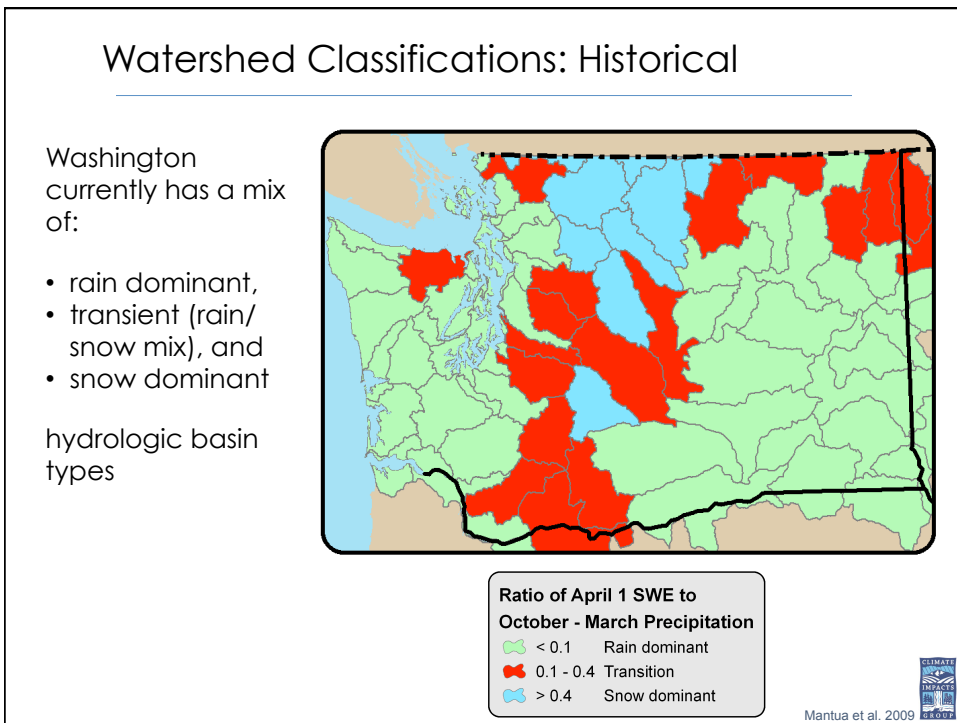 Watershed Classifications: Historical
Washington
currently has a mix
of:
• rain dominant,
• transient (rain/
snow mix), and
• snow dominant
hydrologic basin
types
Ratio of April 1 SWE to
October - March Precipitation
< 0.1 Rain dominant
0.1 - 0.4 Transition
> 0.4 Snow dominant
Mantua et al. 2009
CLIMATE
IMPACTS
GROUP